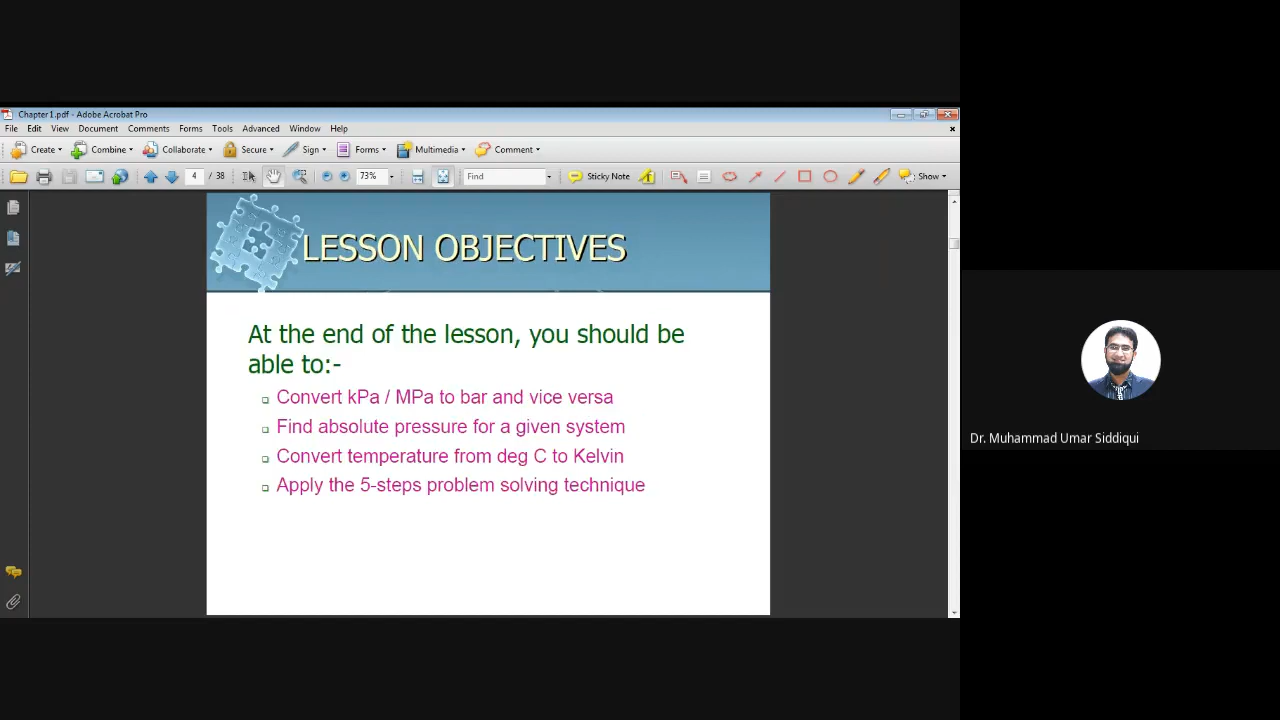 Chapter 1.pdf - Adobe Acrobat Pro
File Edit View Document Comments Forms Tools Advanced Window Help
Create Combine Collaborate Secure Sign Forms Multimedia Comment
4 / 38 73% Find Sticky Note Show
LESSON OBJECTIVES
At the end of the lesson, you should be
able to:-
Convert kPa / MPa to bar and vice versa
Find absolute pressure for a given system
Convert temperature from deg C to Kelvin
Apply the 5-steps problem solving technique
Dr. Muhammad Umar Siddiqui